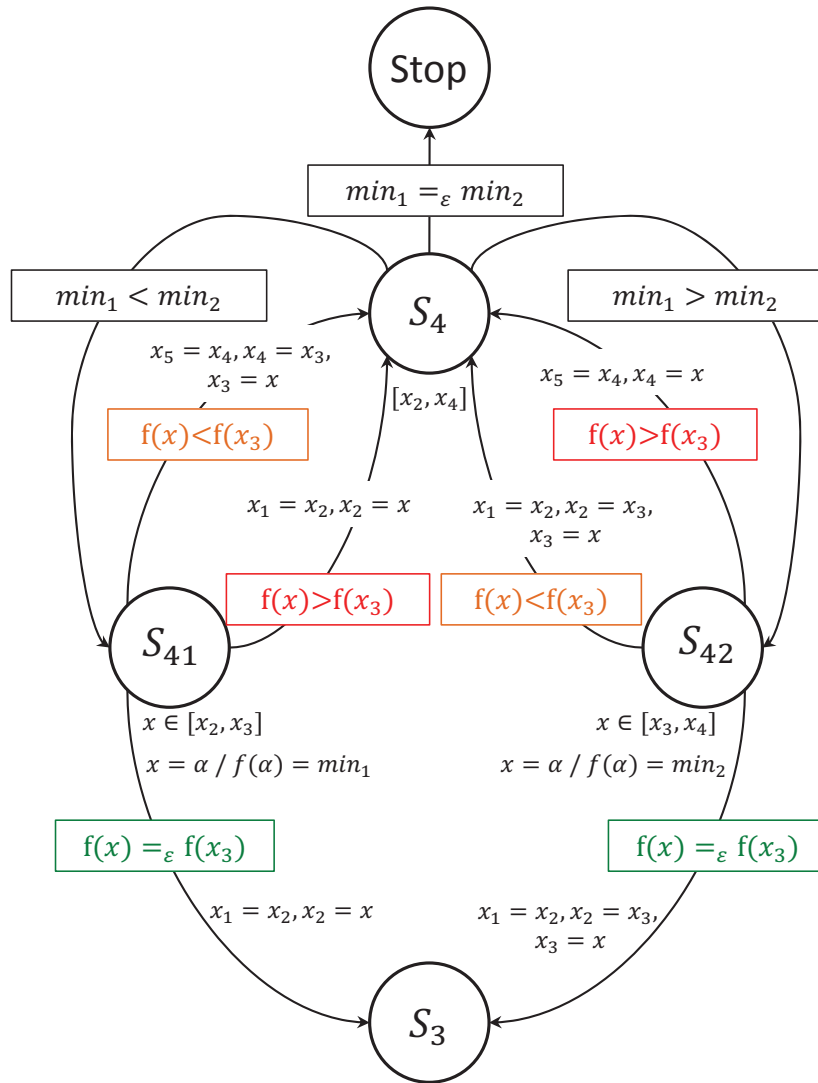 Stop
min₁ =ε min₂
min₁ < min₂
S₄
min₁ > min₂
x₅ = x₄, x₄ = x₃,
x₃ = x
x₅ = x₄, x₄ = x
[x₂, x₄]
f(x)<f(x₃)
f(x)>f(x₃)
x₁ = x₂, x₂ = x
x₁ = x₂, x₂ = x₃,
x₃ = x
f(x)>f(x₃)
f(x)<f(x₃)
S₄₁
S₄₂
x ∈ [x₂, x₃]
x ∈ [x₃, x₄]
x = α / f(α) = min₁
x = α / f(α) = min₂
f(x) =ε f(x₃)
f(x) =ε f(x₃)
x₁ = x₂, x₂ = x
x₁ = x₂, x₂ = x₃,
x₃ = x
S₃